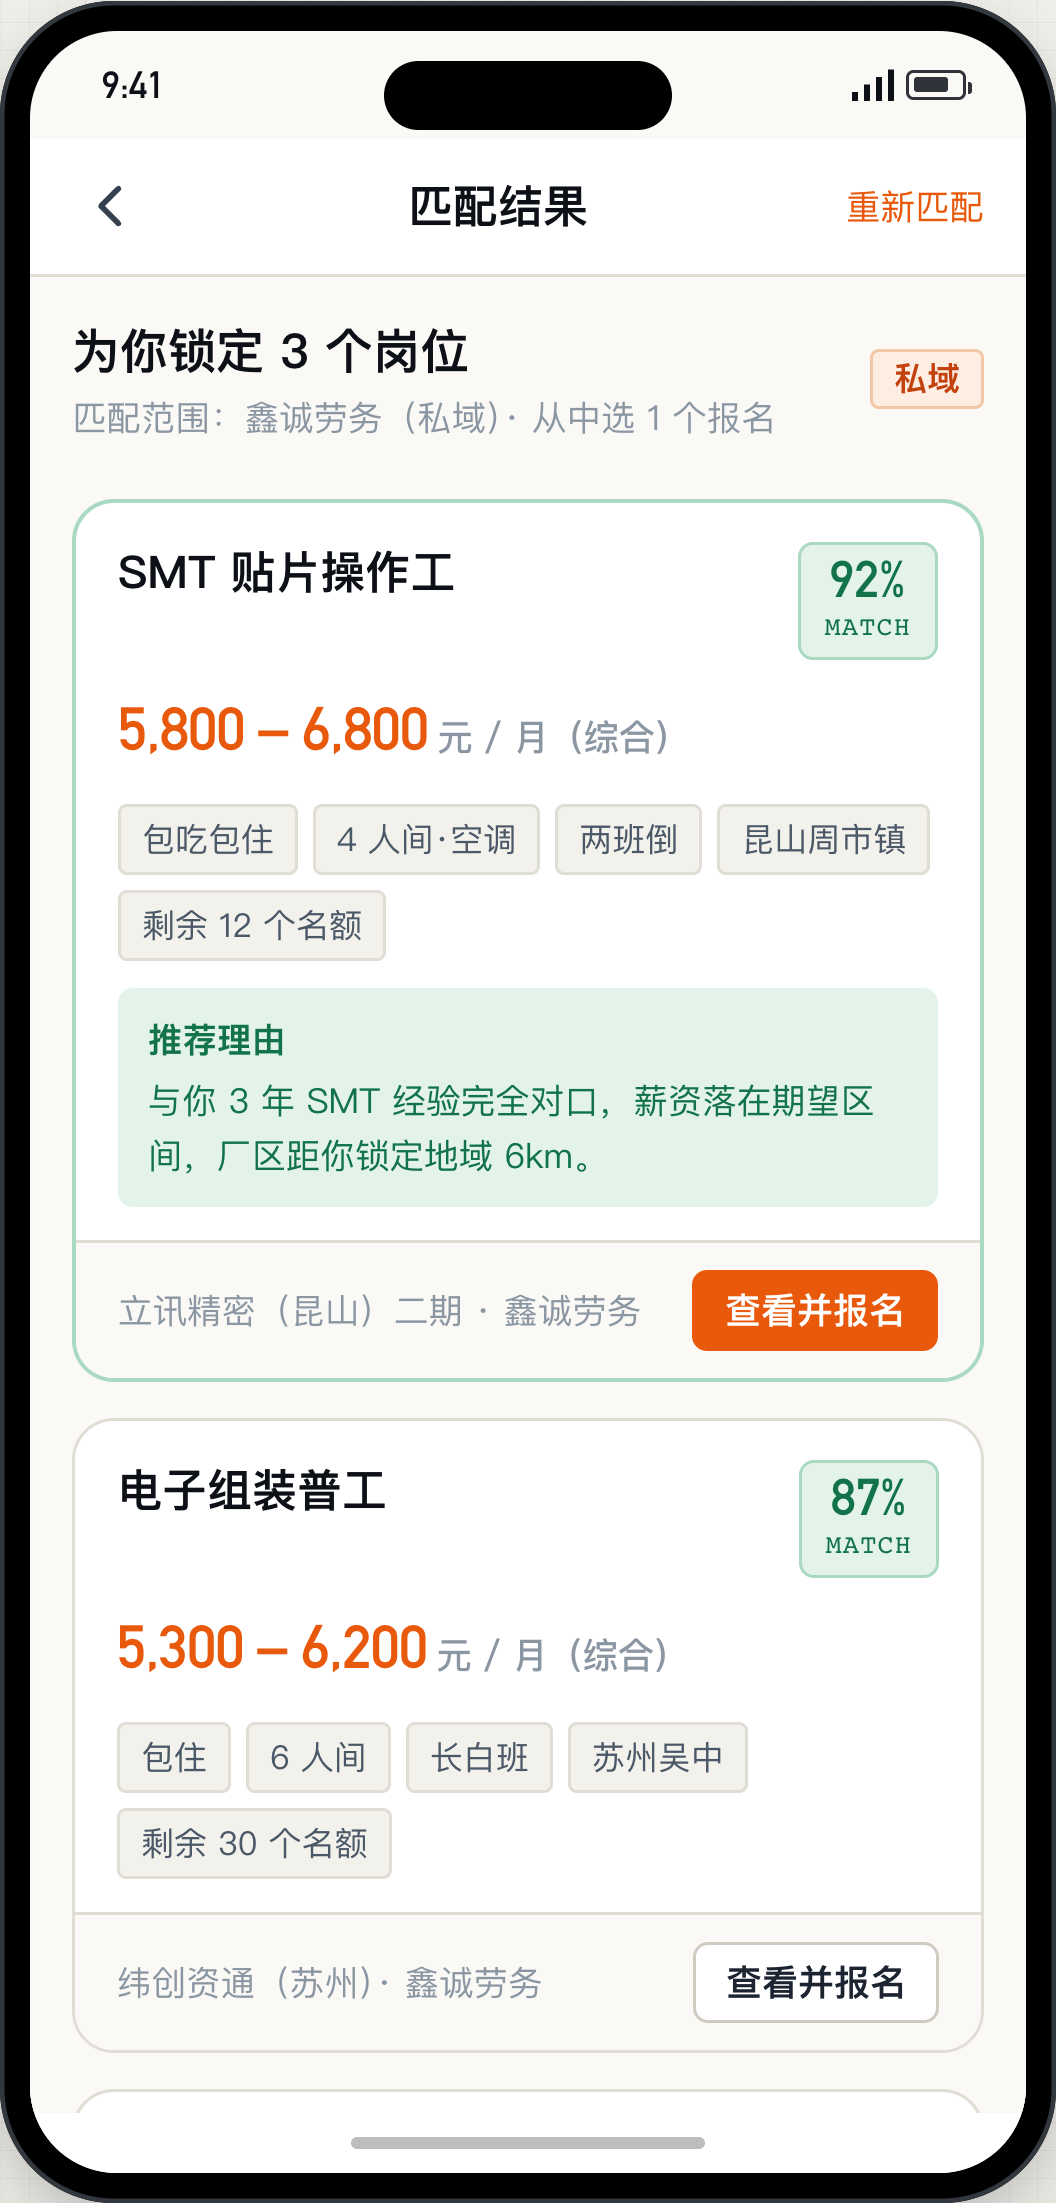 9:41
匹配结果
重新匹配
为你锁定 3 个岗位
私域
匹配范围：鑫诚劳务（私域）· 从中选 1 个报名
SMT 贴片操作工
92%
MATCH
5,800 – 6,800 元 / 月（综合）
包吃包住
4 人间·空调
两班倒
昆山周市镇
剩余 12 个名额
推荐理由
与你 3 年 SMT 经验完全对口，薪资落在期望区
间，厂区距你锁定地域 6km。
立讯精密（昆山）二期 · 鑫诚劳务
查看并报名
电子组装普工
87%
MATCH
5,300 – 6,200 元 / 月（综合）
包住
6 人间
长白班
苏州吴中
剩余 30 个名额
纬创资通（苏州）· 鑫诚劳务
查看并报名